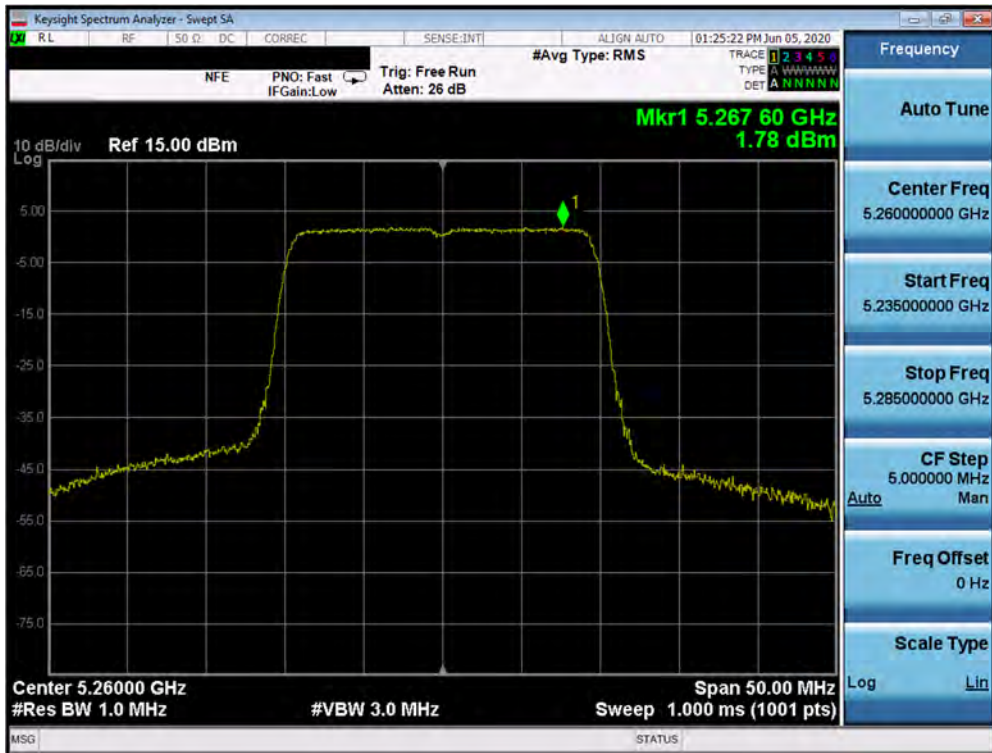 Keysight Spectrum Analyzer - Swept SA
LXI RL RF 50 Ω DC CORREC SENSE:INT ALIGN AUTO 01:25:22 PM Jun 05, 2020
NFE PNO: Fast Trig: Free Run #Avg Type: RMS TRACE 1 2 3 4 5 6
IFGain:Low Atten: 26 dB TYPE A WWWWW
DET A N N N N N
Mkr1 5.267 60 GHz
1.78 dBm
10 dB/div Ref 15.00 dBm
Log
1
5.00
-5.00
-15.0
-25.0
-35.0
-45.0
-55.0
-65.0
-75.0
Center 5.26000 GHz Span 50.00 MHz
#Res BW 1.0 MHz #VBW 3.0 MHz Sweep 1.000 ms (1001 pts)
MSG STATUS
Frequency
Auto Tune
Center Freq
5.260000000 GHz
Start Freq
5.235000000 GHz
Stop Freq
5.285000000 GHz
CF Step
5.000000 MHz
Auto Man
Freq Offset
0 Hz
Scale Type
Log Lin